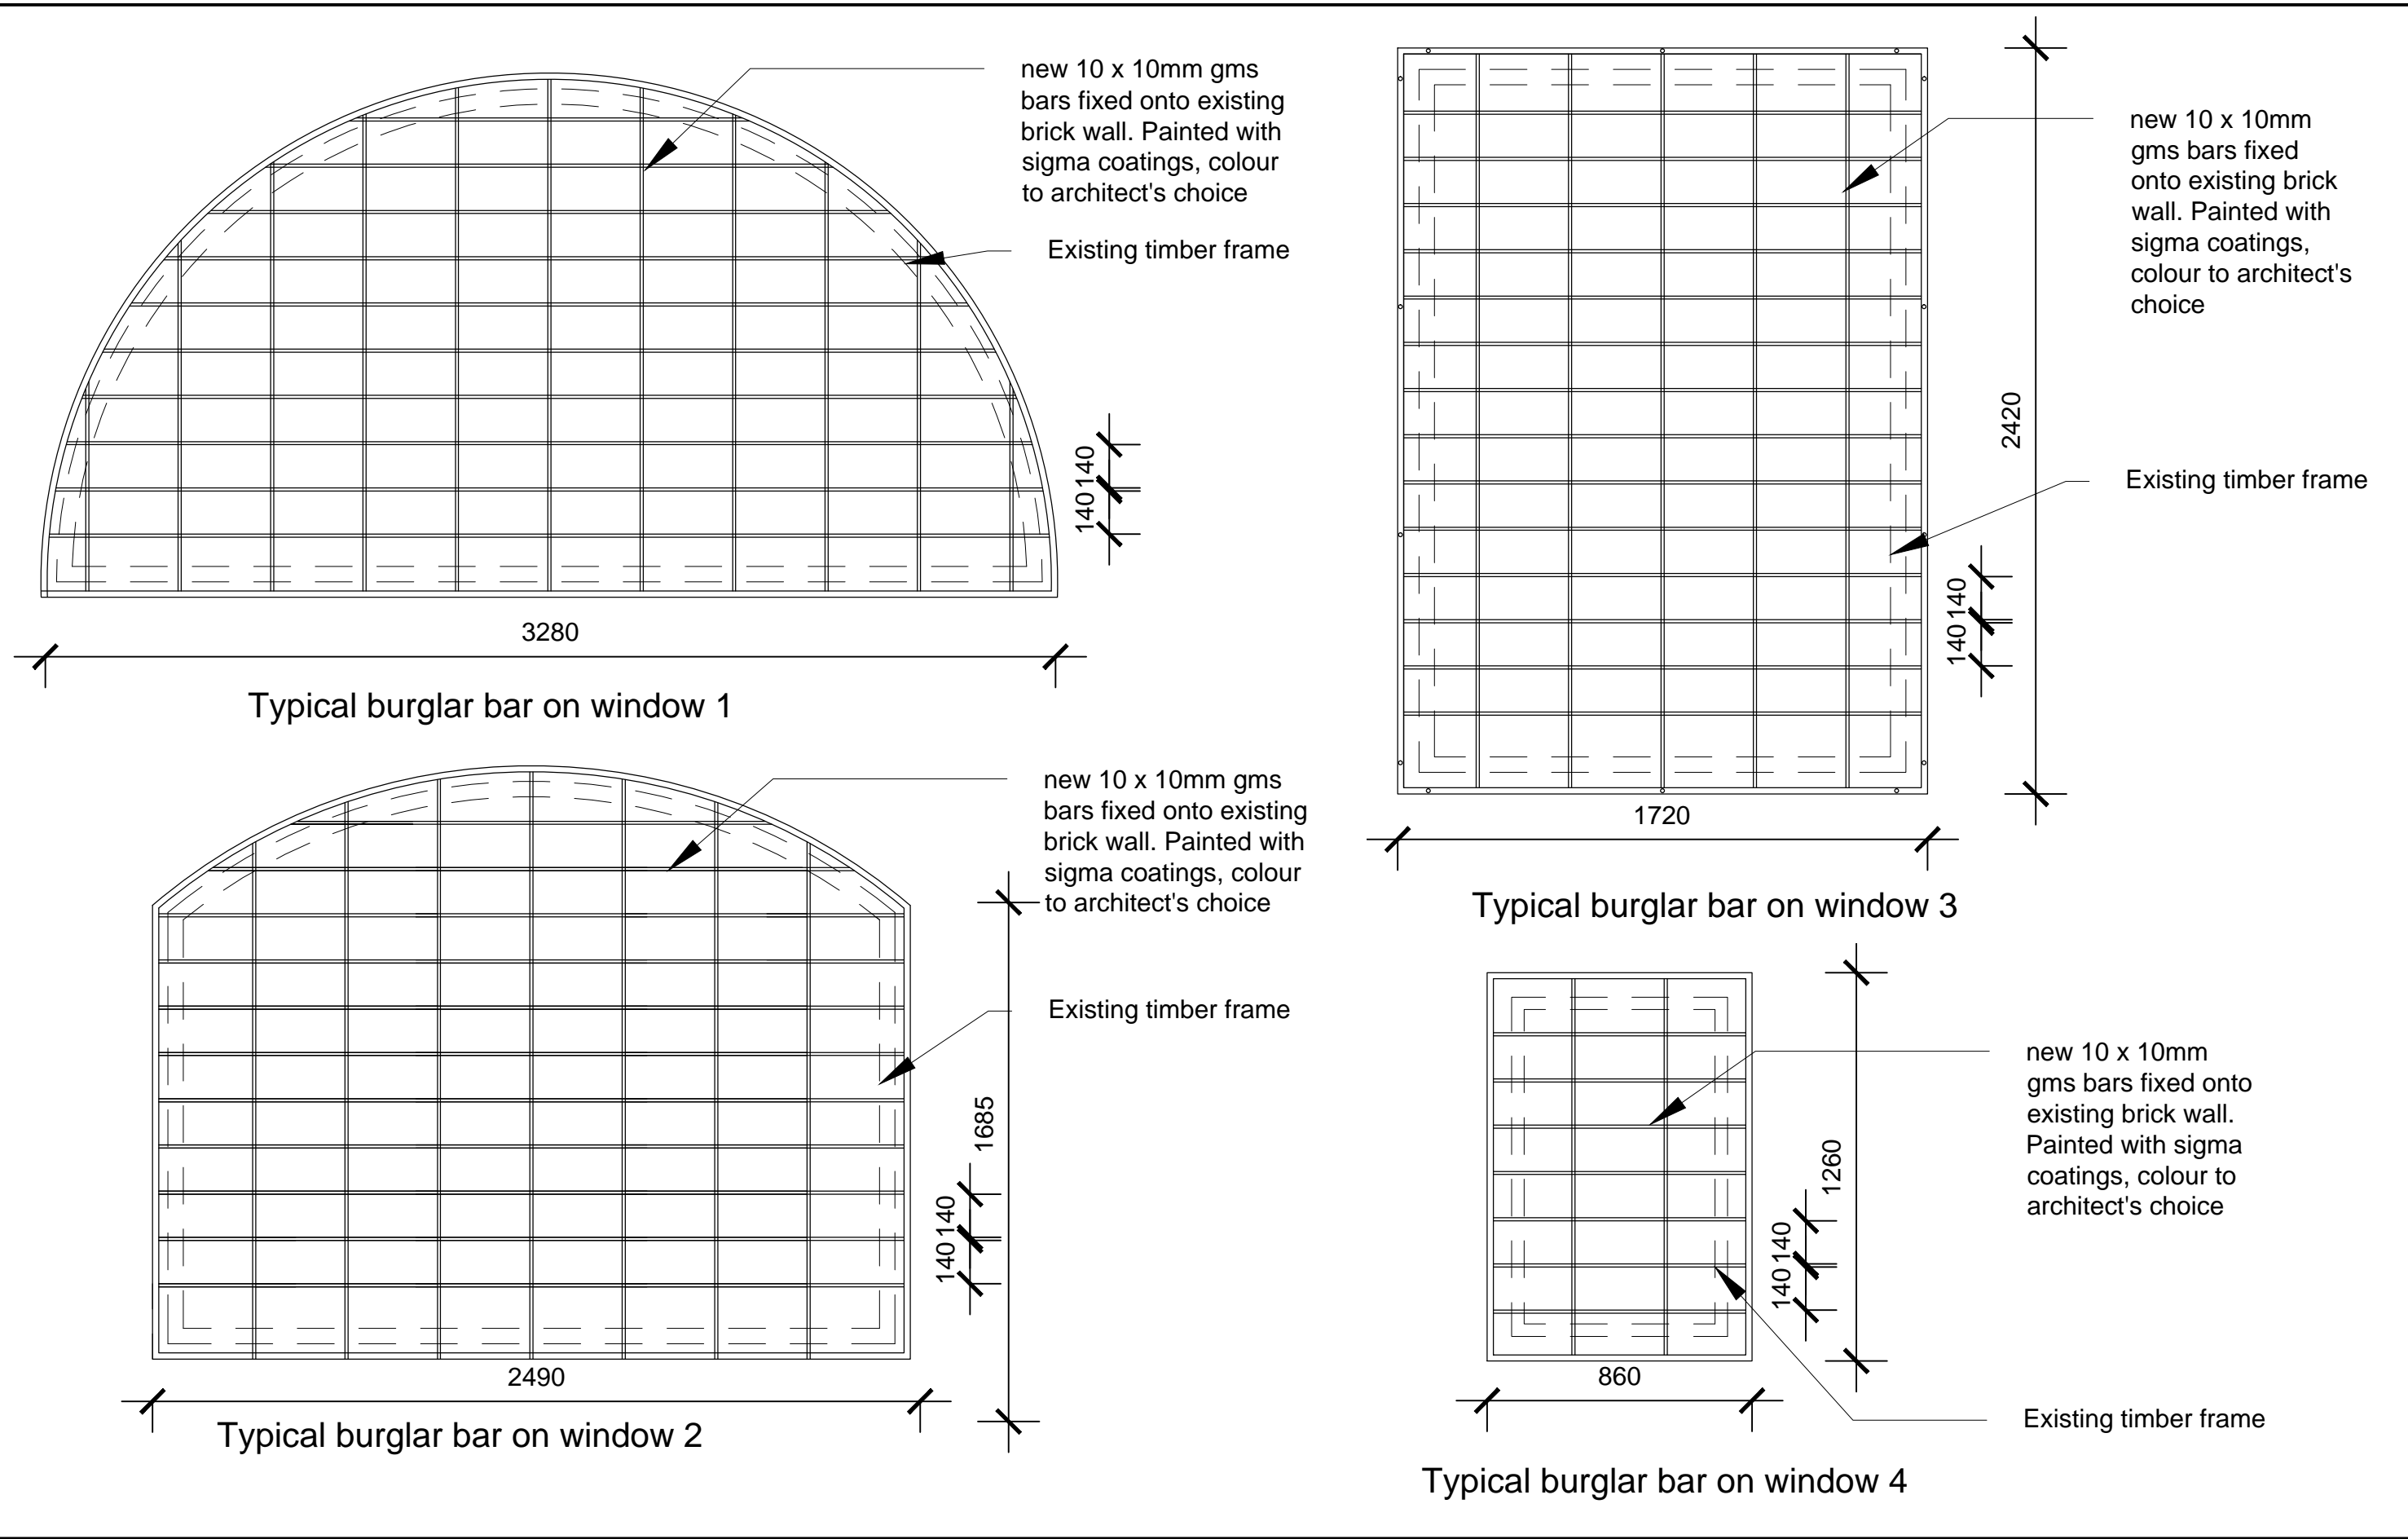 new 10 x 10mm gms
bars fixed onto existing
brick wall. Painted with
sigma coatings, colour
to architect's choice
Existing timber frame
140
140
3280
Typical burglar bar on window 1
new 10 x 10mm
gms bars fixed
onto existing brick
wall. Painted with
sigma coatings,
colour to architect's
choice
2420
Existing timber frame
140
140
1720
Typical burglar bar on window 3
new 10 x 10mm gms
bars fixed onto existing
brick wall. Painted with
sigma coatings, colour
to architect's choice
Existing timber frame
1685
140
140
2490
Typical burglar bar on window 2
new 10 x 10mm
gms bars fixed onto
existing brick wall.
Painted with sigma
coatings, colour to
architect's choice
1260
140
140
860
Existing timber frame
Typical burglar bar on window 4